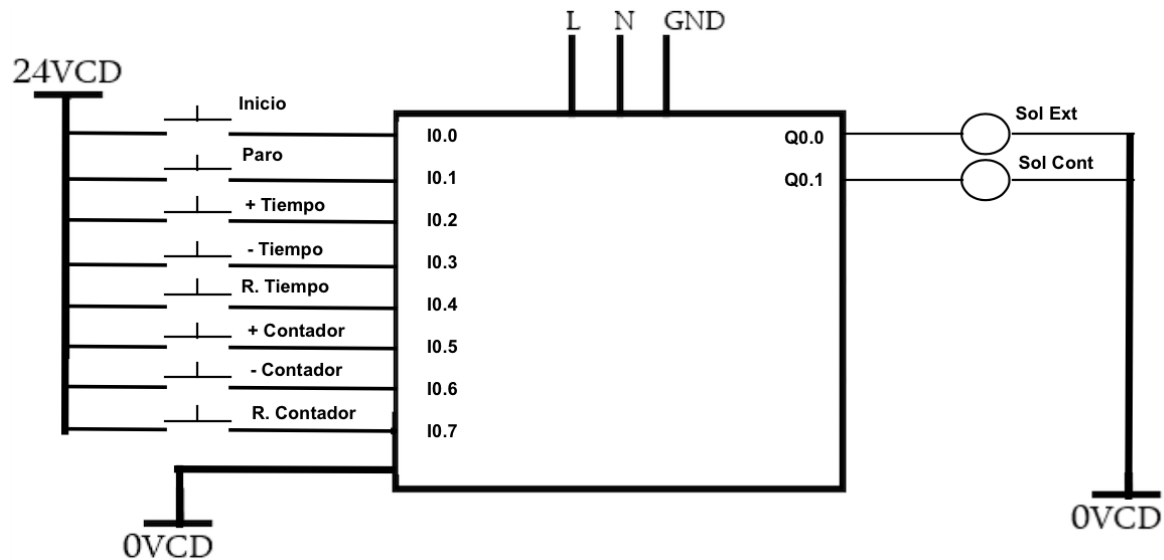 L N GND
24VCD
Inicio
I0.0
Paro
I0.1
+ Tiempo
I0.2
- Tiempo
I0.3
R. Tiempo
I0.4
+ Contador
I0.5
- Contador
I0.6
R. Contador
I0.7
0VCD
Q0.0
Sol Ext
Q0.1
Sol Cont
0VCD